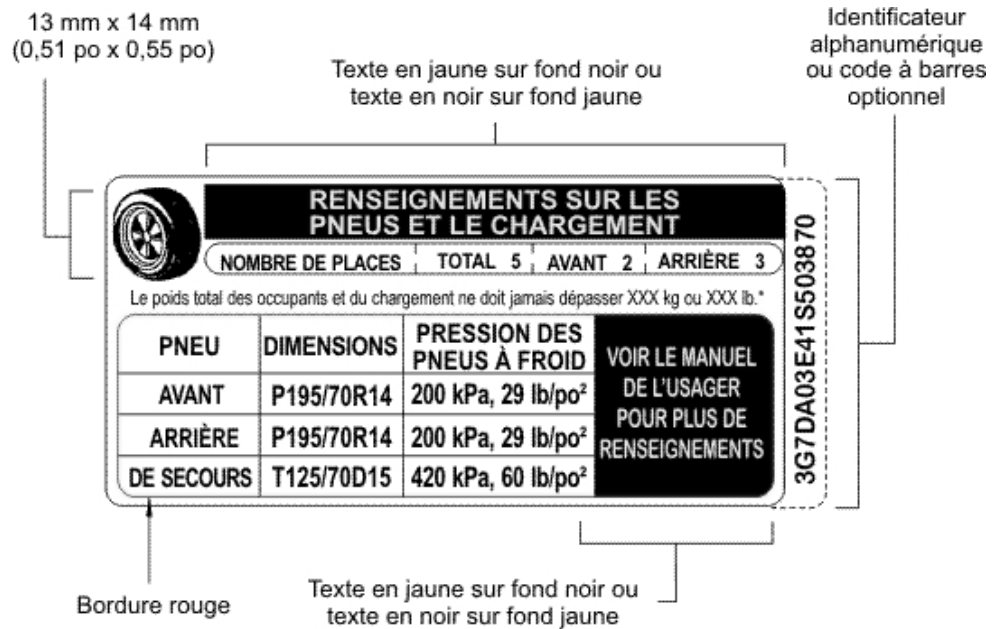 13 mm x 14 mm
(0,51 po x 0,55 po)
Texte en jaune sur fond noir ou
texte en noir sur fond jaune
Identificateur
alphanumérique
ou code à barres
optionnel
RENSEIGNEMENTS SUR LES
PNEUS ET LE CHARGEMENT
NOMBRE DE PLACES TOTAL 5 AVANT 2 ARRIÈRE 3
Le poids total des occupants et du chargement ne doit jamais dépasser XXX kg ou XXX lb.*
PNEU DIMENSIONS PRESSION DES
PNEUS À FROID
AVANT P195/70R14 200 kPa, 29 lb/po²
ARRIÈRE P195/70R14 200 kPa, 29 lb/po²
DE SECOURS T125/70D15 420 kPa, 60 lb/po²
VOIR LE MANUEL
DE L'USAGER
POUR PLUS DE
RENSEIGNEMENTS
3G7DA03E41S503870
Bordure rouge
Texte en jaune sur fond noir ou
texte en noir sur fond jaune